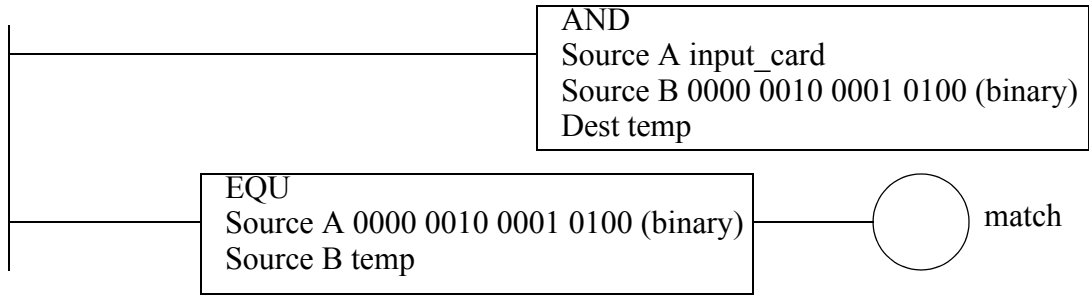 AND
Source A input_card
Source B 0000 0010 0001 0100 (binary)
Dest temp
EQU
Source A 0000 0010 0001 0100 (binary)
Source B temp
match